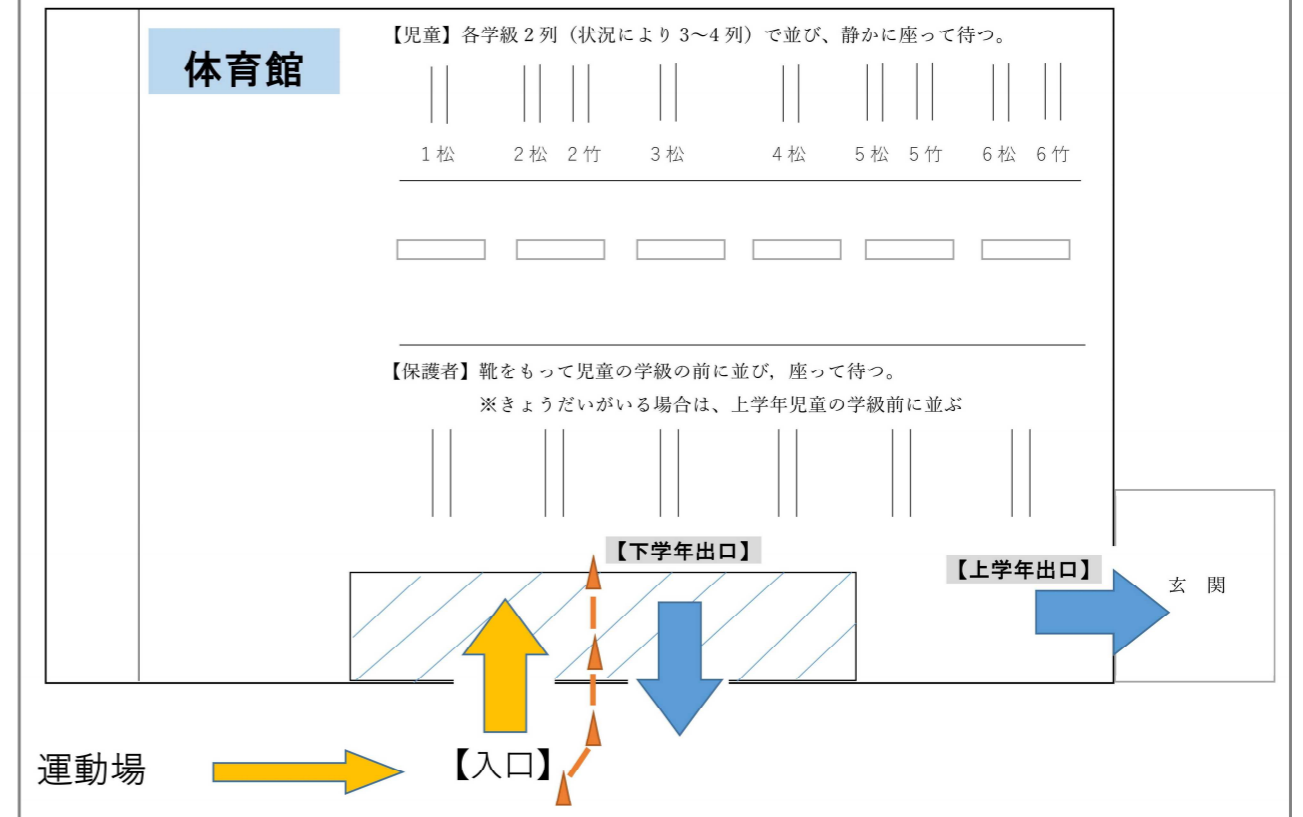 体育館
【児童】各学級2列（状況により3～4列）で並び、静かに座って待つ。
1松 2松 2竹 3松 4松 5松 5竹 6松 6竹
【保護者】靴をもって児童の学級の前に並び，座って待つ。
※きょうだいがいる場合は、上学年児童の学級前に並ぶ
【下学年出口】
【上学年出口】
玄 関
運動場
【入口】